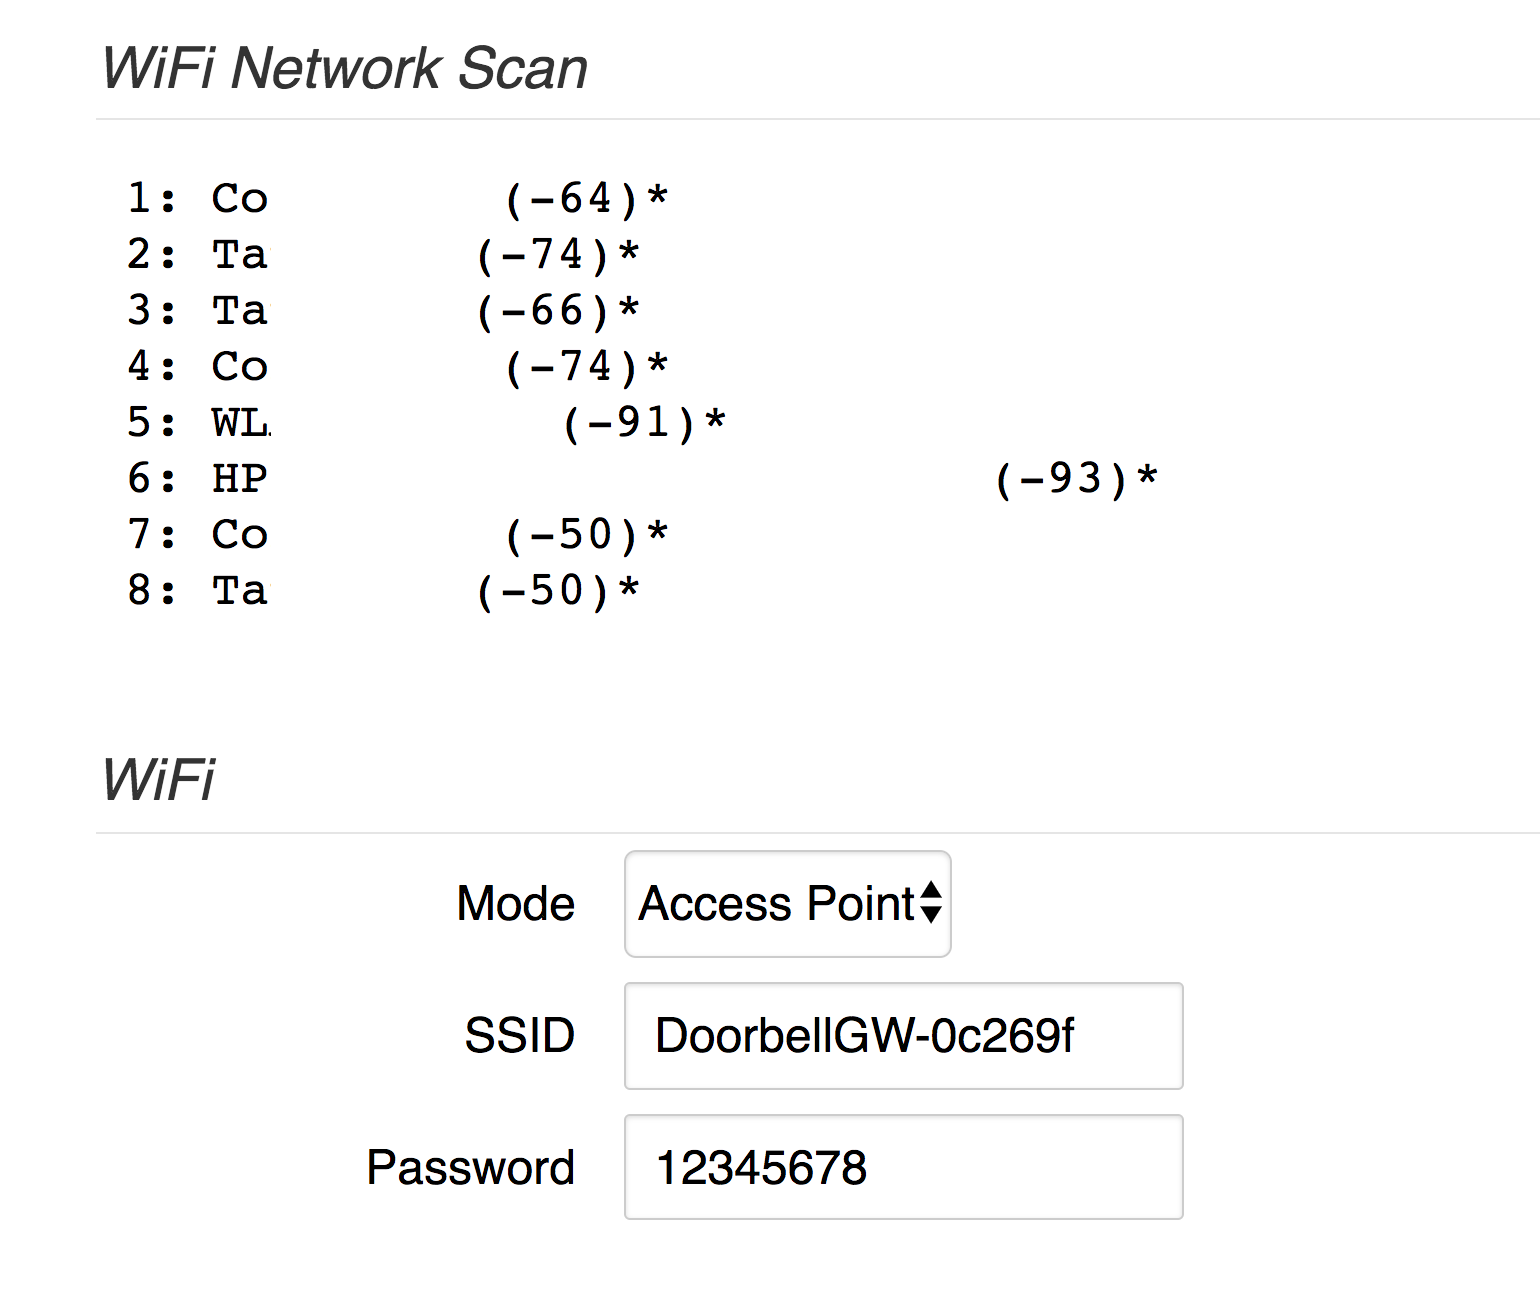 WiFi Network Scan
1: Co (-64)*
2: Ta (-74)*
3: Ta (-66)*
4: Co (-74)*
5: WL (-91)*
6: HP (-93)*
7: Co (-50)*
8: Ta (-50)*
WiFi
Mode Access Point
SSID DoorbellGW-0c269f
Password 12345678